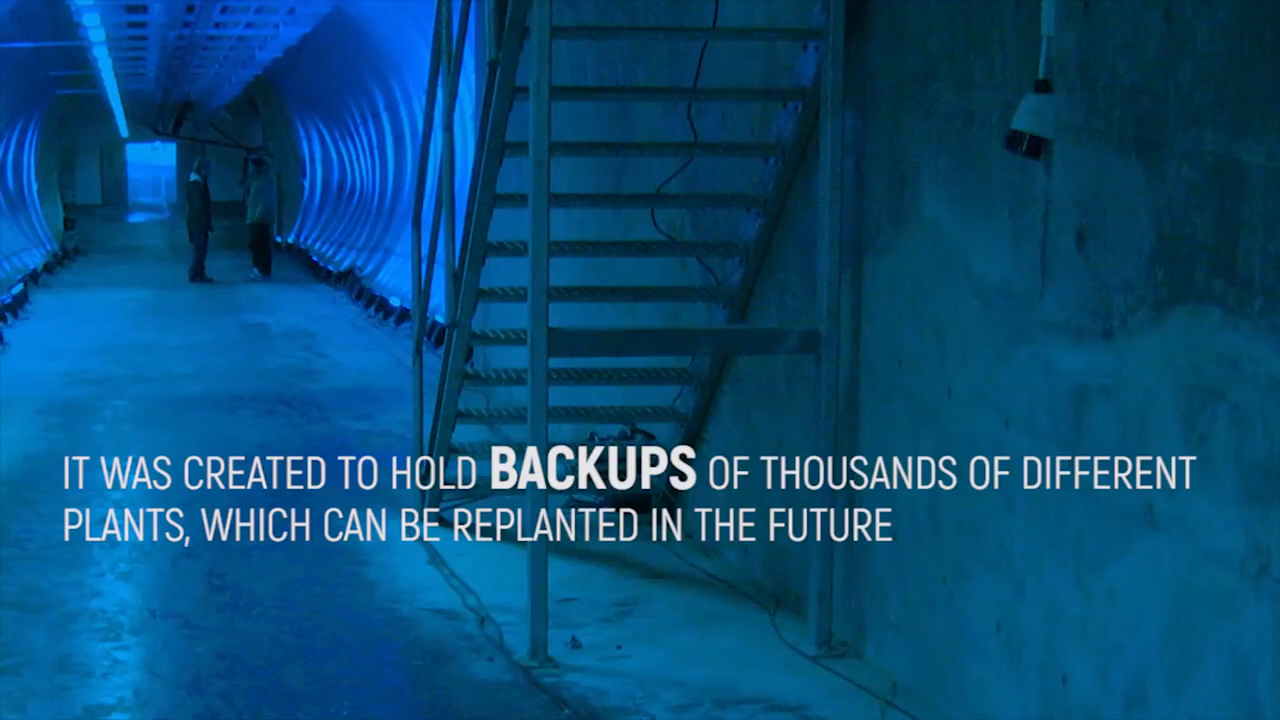 IT WAS CREATED TO HOLD BACKUPS OF THOUSANDS OF DIFFERENT
PLANTS, WHICH CAN BE REPLANTED IN THE FUTURE